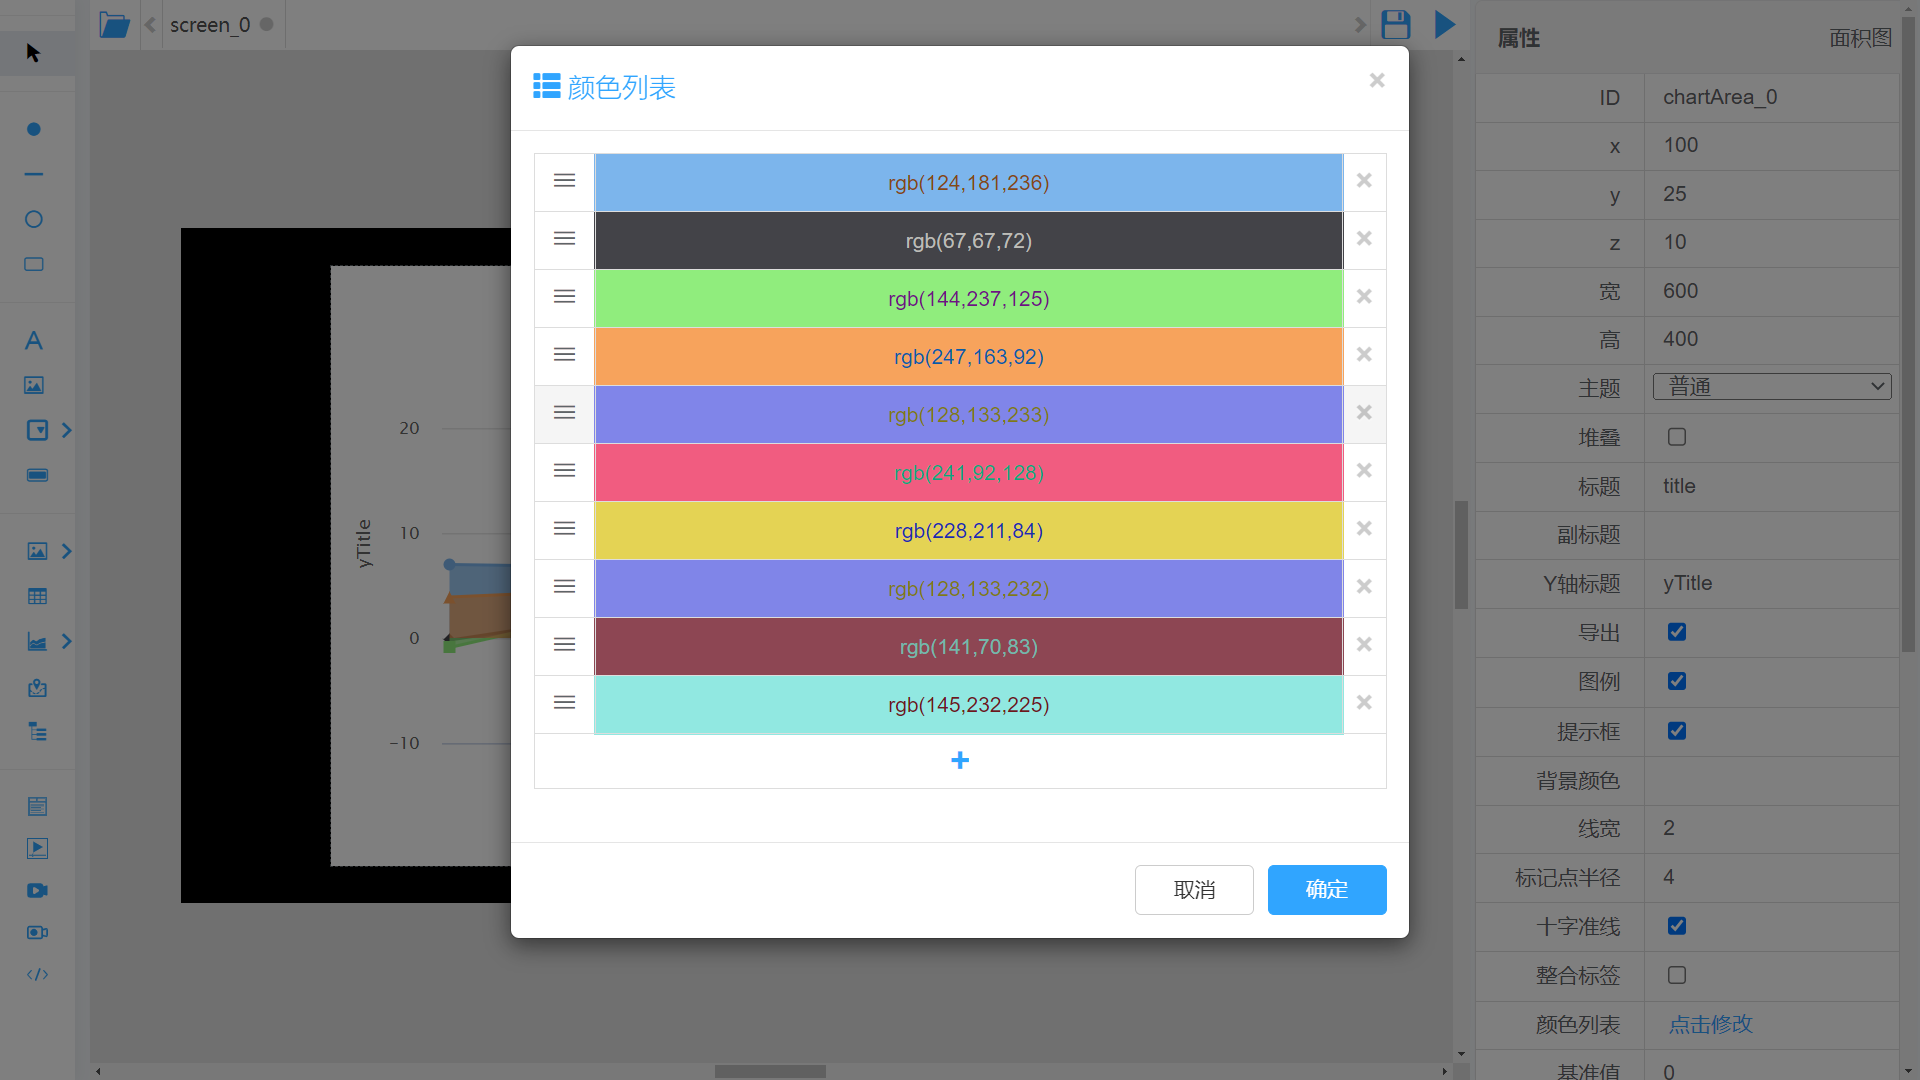 screen_0
颜色列表
rgb(124,181,236)
rgb(67,67,72)
rgb(144,237,125)
rgb(247,163,92)
rgb(128,133,233)
rgb(241,92,128)
rgb(228,211,84)
rgb(128,133,232)
rgb(141,70,83)
rgb(145,232,225)
取消
确定
20
10
0
−10
yTitle
属性 面积图
ID chartArea_0
x 100
y 25
z 10
宽 600
高 400
主题 普通
堆叠
标题 title
副标题
Y轴标题 yTitle
导出
图例
提示框
背景颜色
线宽 2
标记点半径 4
十字准线
整合标签
颜色列表 点击修改
基准值 0